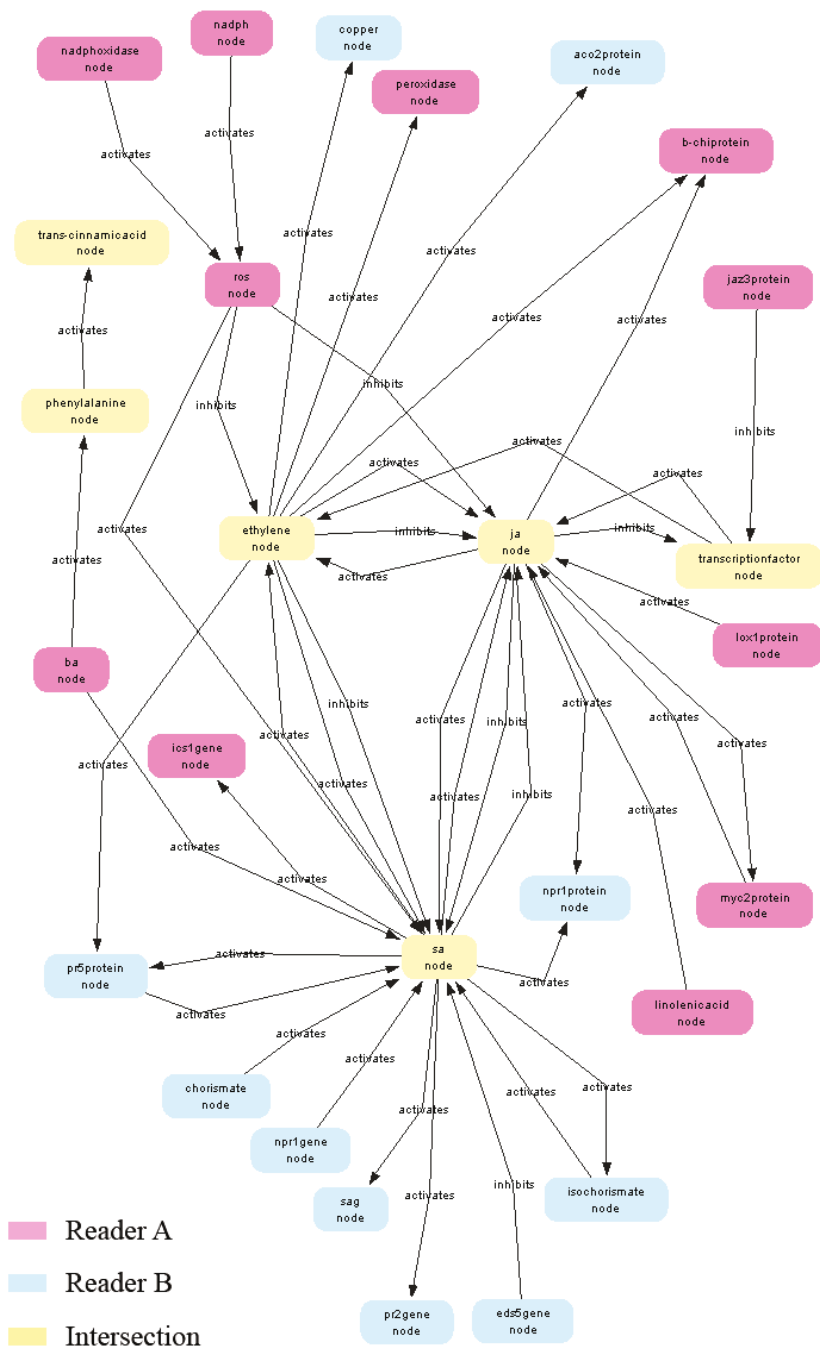 nadph
node
copper
node
nadphoxidase
node
aco2protein
node
peroxidase
node
activates
activates
b-chiprotein
node
trans-cinnamicacid
node
activates
activates
ros
node
activates
jaz3protein
node
activates
activates
activates
activates
inhibits
phenylalanine
node
inhibits
inhibits
activates
activates
activates
activates
ethylene
node
inhibits
ja
node
inhibits
transcriptionfactor
node
activates
activates
activates
lox1protein
node
ba
node
inhibits
activates
ics1gene
node
activates
activates
activates
inhibits
activates
activates
activates
inhibits
activates
activates
activates
activates
npr1protein
node
myc2protein
node
sa
node
activates
pr5protein
node
activates
activates
linolenicacid
node
activates
chorismate
node
activates
activates
activates
activates
npr1gene
node
activates
inhibits
isochorismate
node
sag
node
Reader A
Reader B
pr2gene
node
eds5gene
node
Intersection